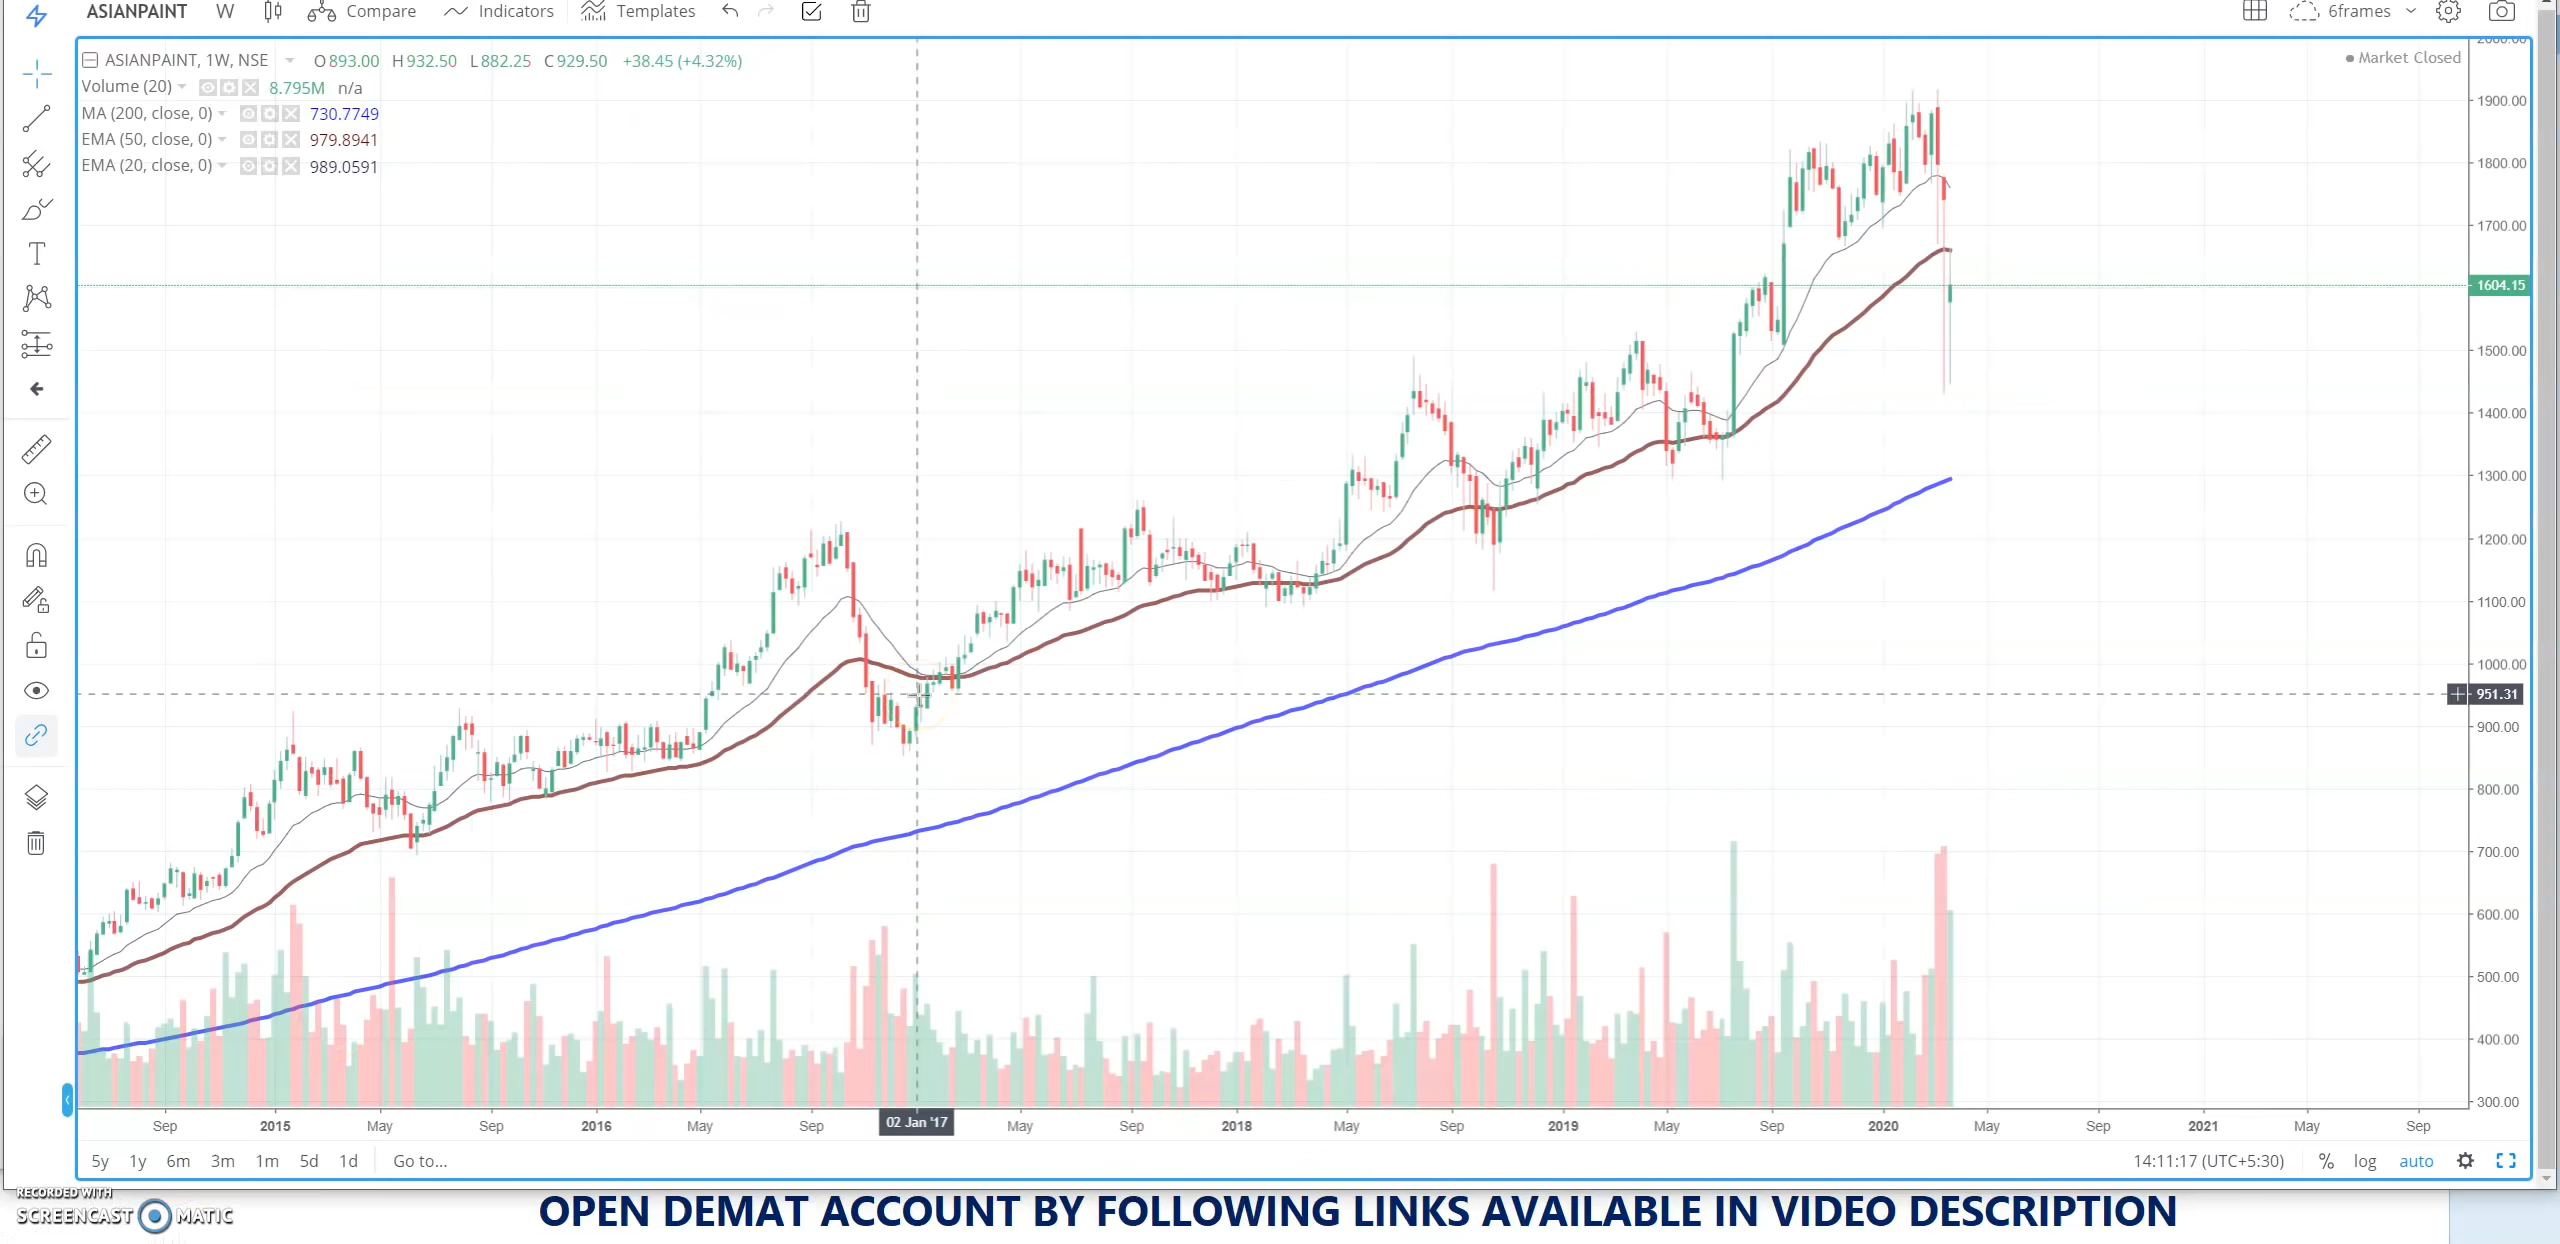 ASIANPAINT W Compare Indicators Templates 6frames
ASIANPAINT, 1W, NSE O893.00 H932.50 L882.25 C929.50 +38.45 (+4.32%) Market Closed
Volume (20) 8.795M n/a
MA (200, close, 0) 730.7749
EMA (50, close, 0) 979.8941
EMA (20, close, 0) 989.0591
1900.00
1800.00
1700.00
1604.15
1500.00
1400.00
1300.00
1200.00
1100.00
1000.00
951.31
900.00
800.00
700.00
600.00
500.00
400.00
300.00
Sep 2015 May Sep 2016 May Sep 02 Jan '17 May Sep 2018 May Sep 2019 May Sep 2020 May Sep 2021 May Sep
5y 1y 6m 3m 1m 5d 1d Go to... 14:11:17 (UTC+5:30) % log auto
RECORDED WITH
SCREENCAST MATIC
OPEN DEMAT ACCOUNT BY FOLLOWING LINKS AVAILABLE IN VIDEO DESCRIPTION